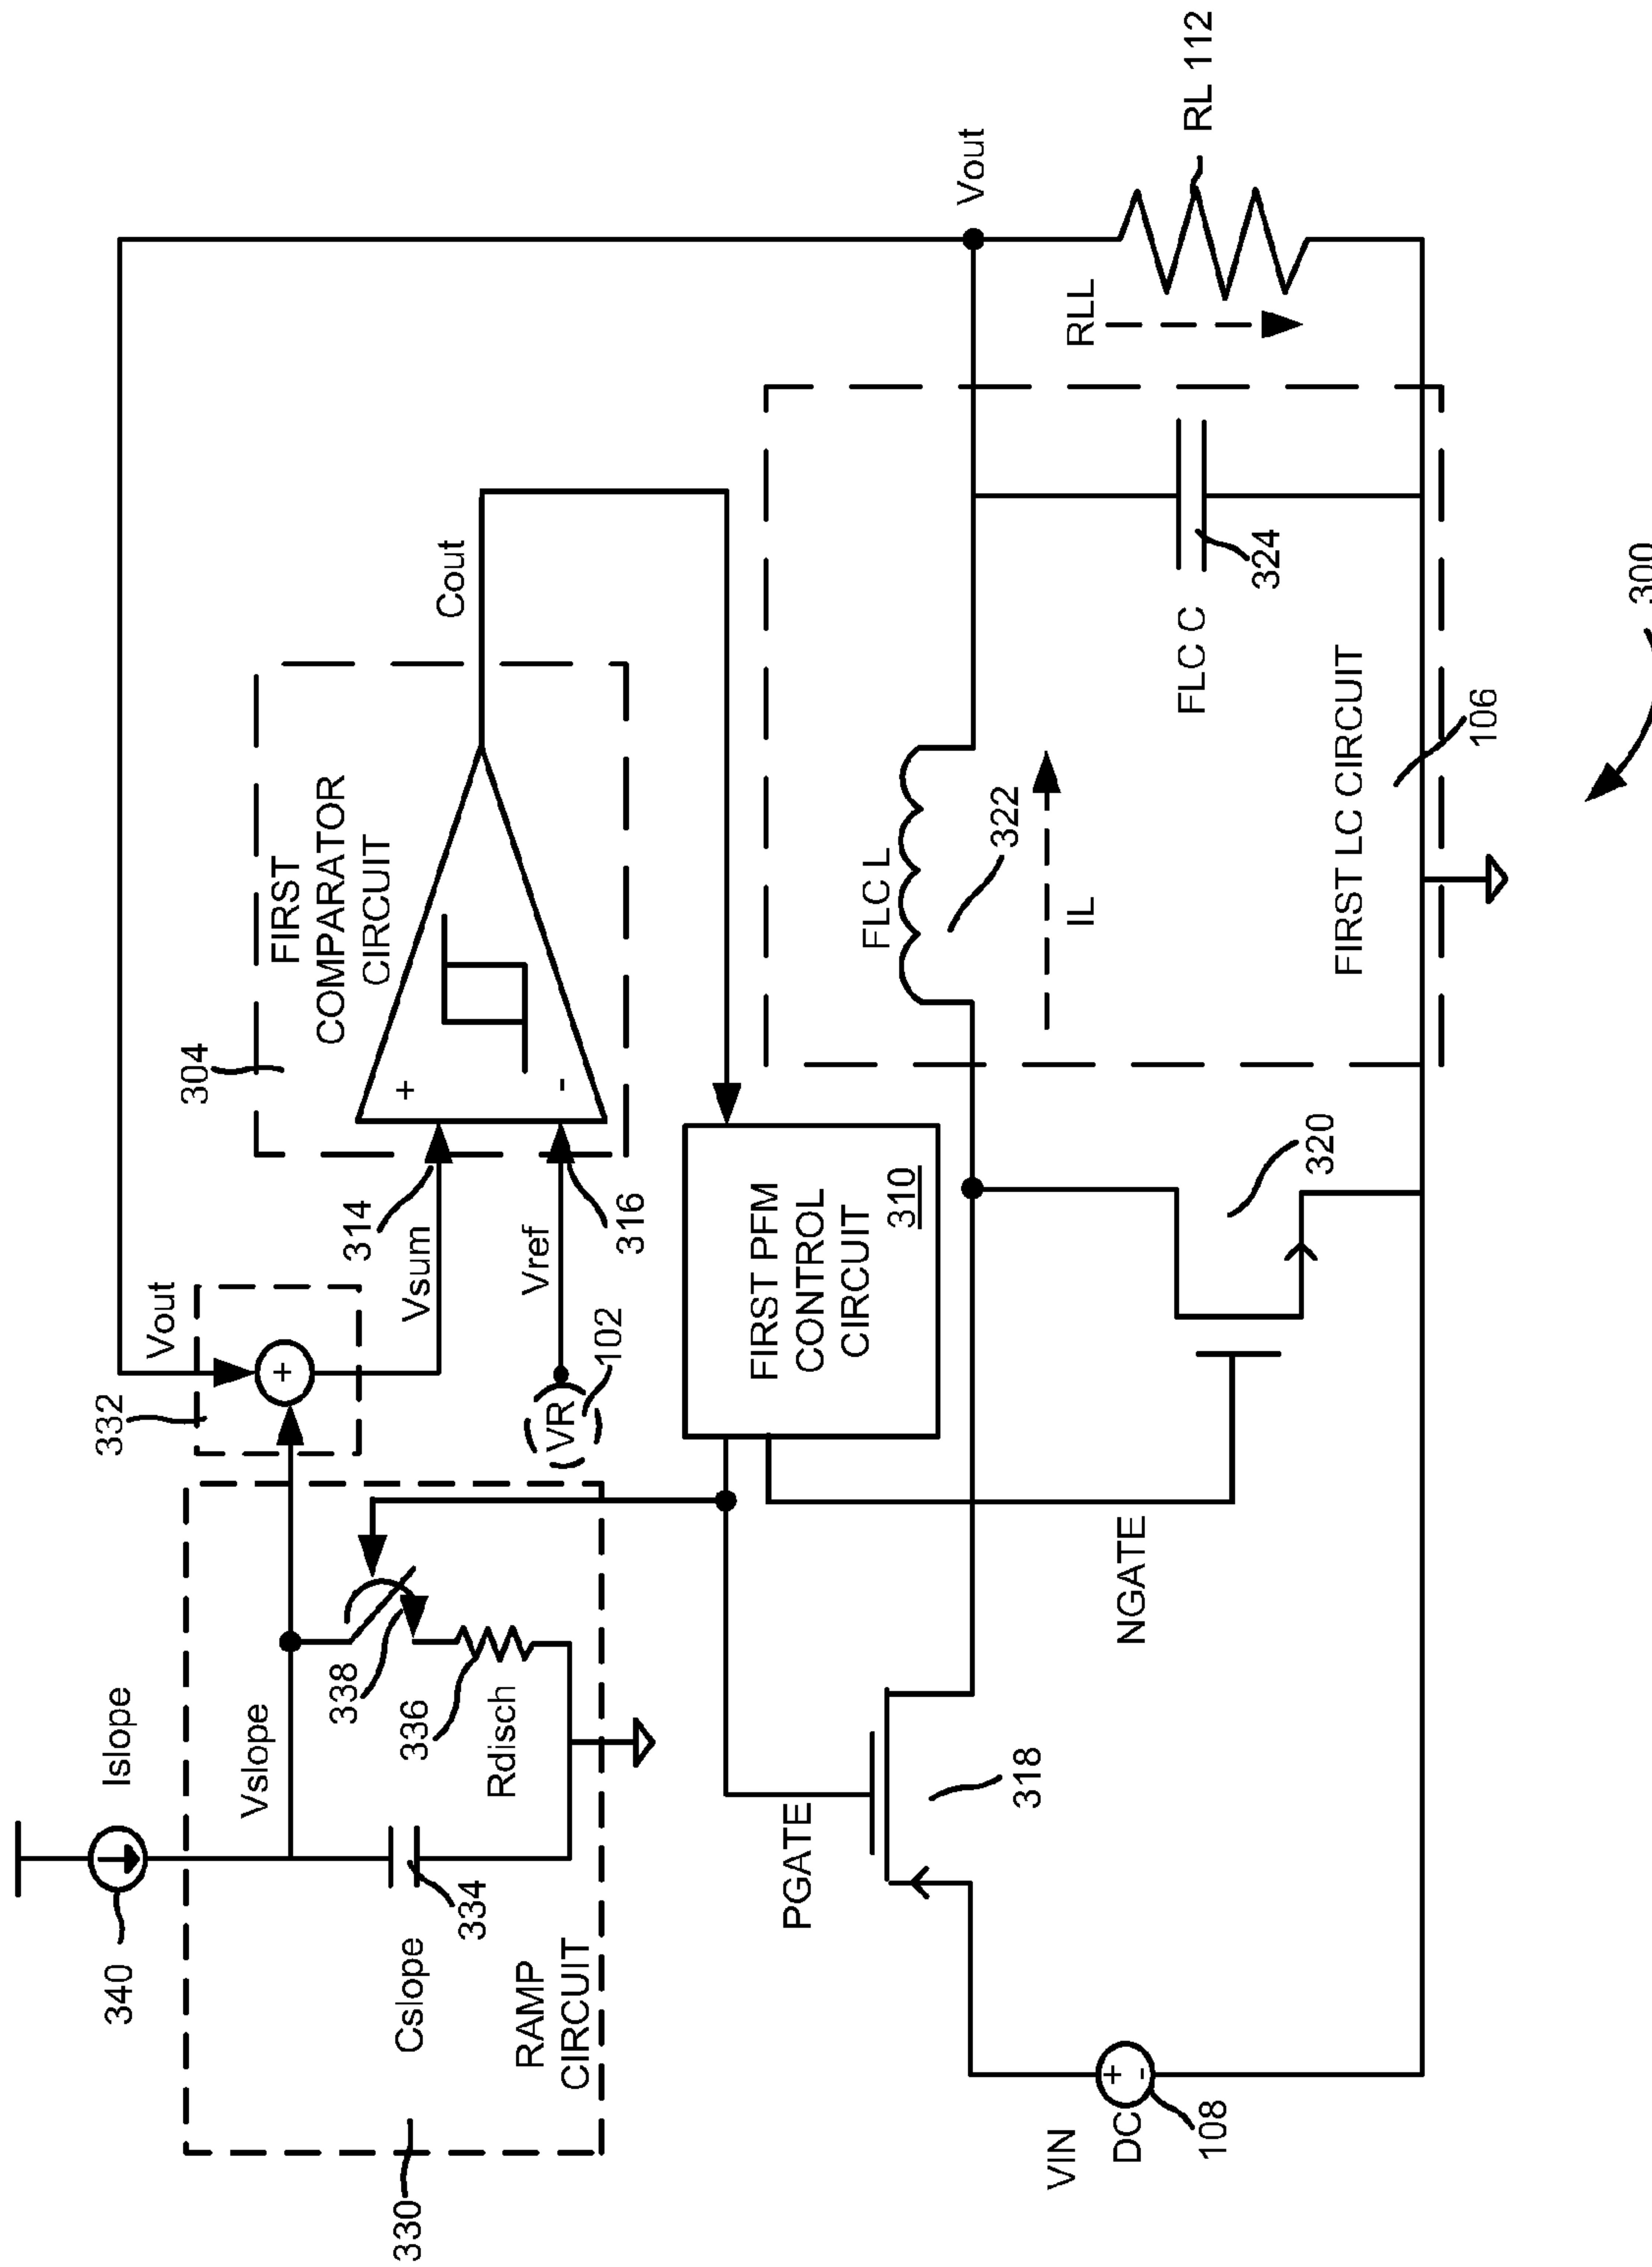 340
Islope
332
Vout
304
FIRST
COMPARATOR
CIRCUIT
Cout
Vout
330
RAMP
CIRCUIT
Cslope
334
Vslope
338
336
Rdisch
+
314
Vsum
Vref
316
VR
102
+
-
FIRST PFM
CONTROL
CIRCUIT
310
PGATE
318
NGATE
320
FLC L
322
IL
FLC C
324
RLL
RL 112
VIN
DC
+
-
108
FIRST LC CIRCUIT
106
300